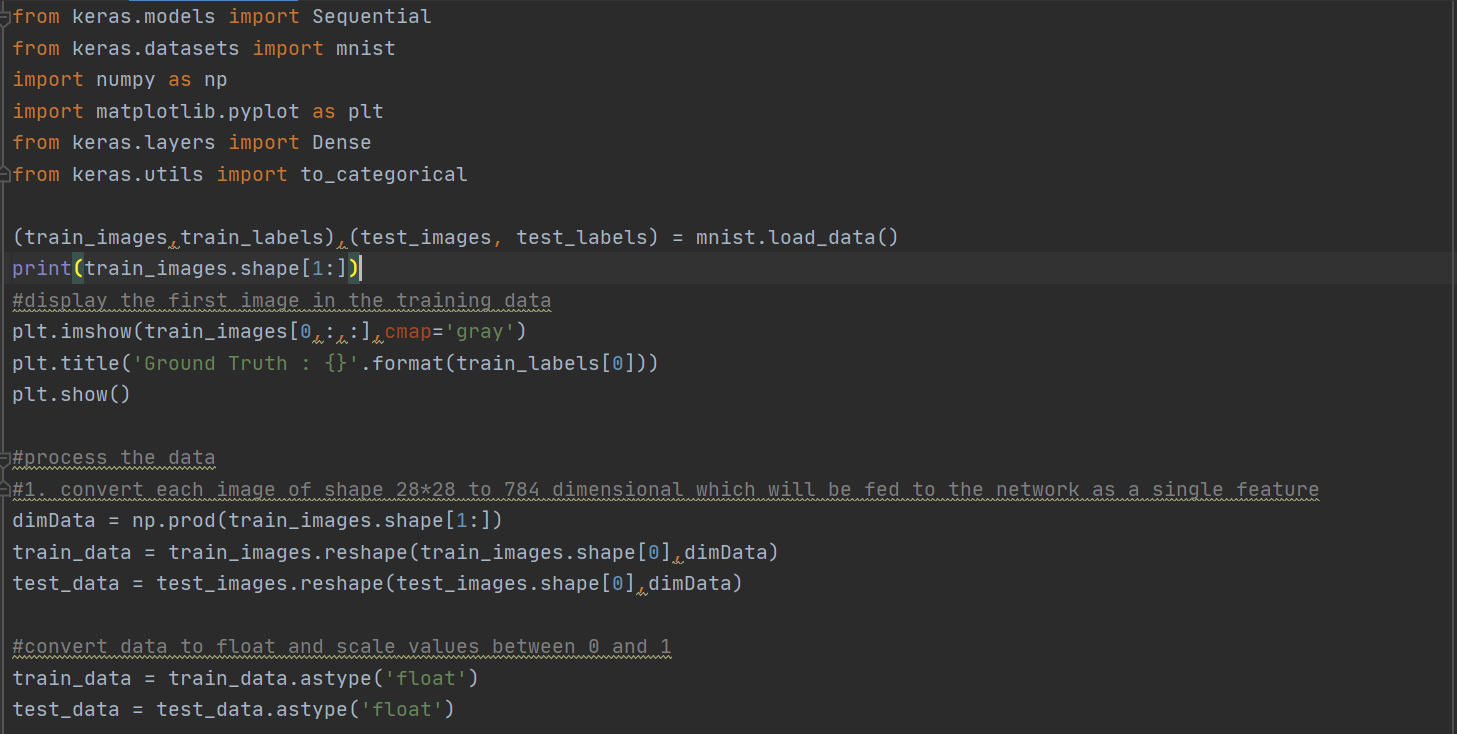 from keras.models import Sequential
from keras.datasets import mnist
import numpy as np
import matplotlib.pyplot as plt
from keras.layers import Dense
from keras.utils import to_categorical
(train_images,train_labels),(test_images, test_labels) = mnist.load_data()
print(train_images.shape[1:])
#display the first image in the training data
plt.imshow(train_images[0,:,:],cmap='gray')
plt.title('Ground Truth : {}'.format(train_labels[0]))
plt.show()
#process the data
#1. convert each image of shape 28*28 to 784 dimensional which will be fed to the network as a single feature
dimData = np.prod(train_images.shape[1:])
train_data = train_images.reshape(train_images.shape[0],dimData)
test_data = test_images.reshape(test_images.shape[0],dimData)
#convert data to float and scale values between 0 and 1
train_data = train_data.astype('float')
test_data = test_data.astype('float')